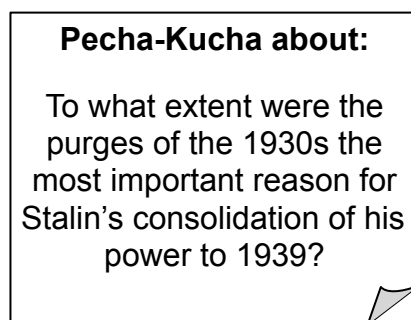 Pecha-Kucha about:
To what extent were the
purges of the 1930s the
most important reason for
Stalin’s consolidation of his
power to 1939?